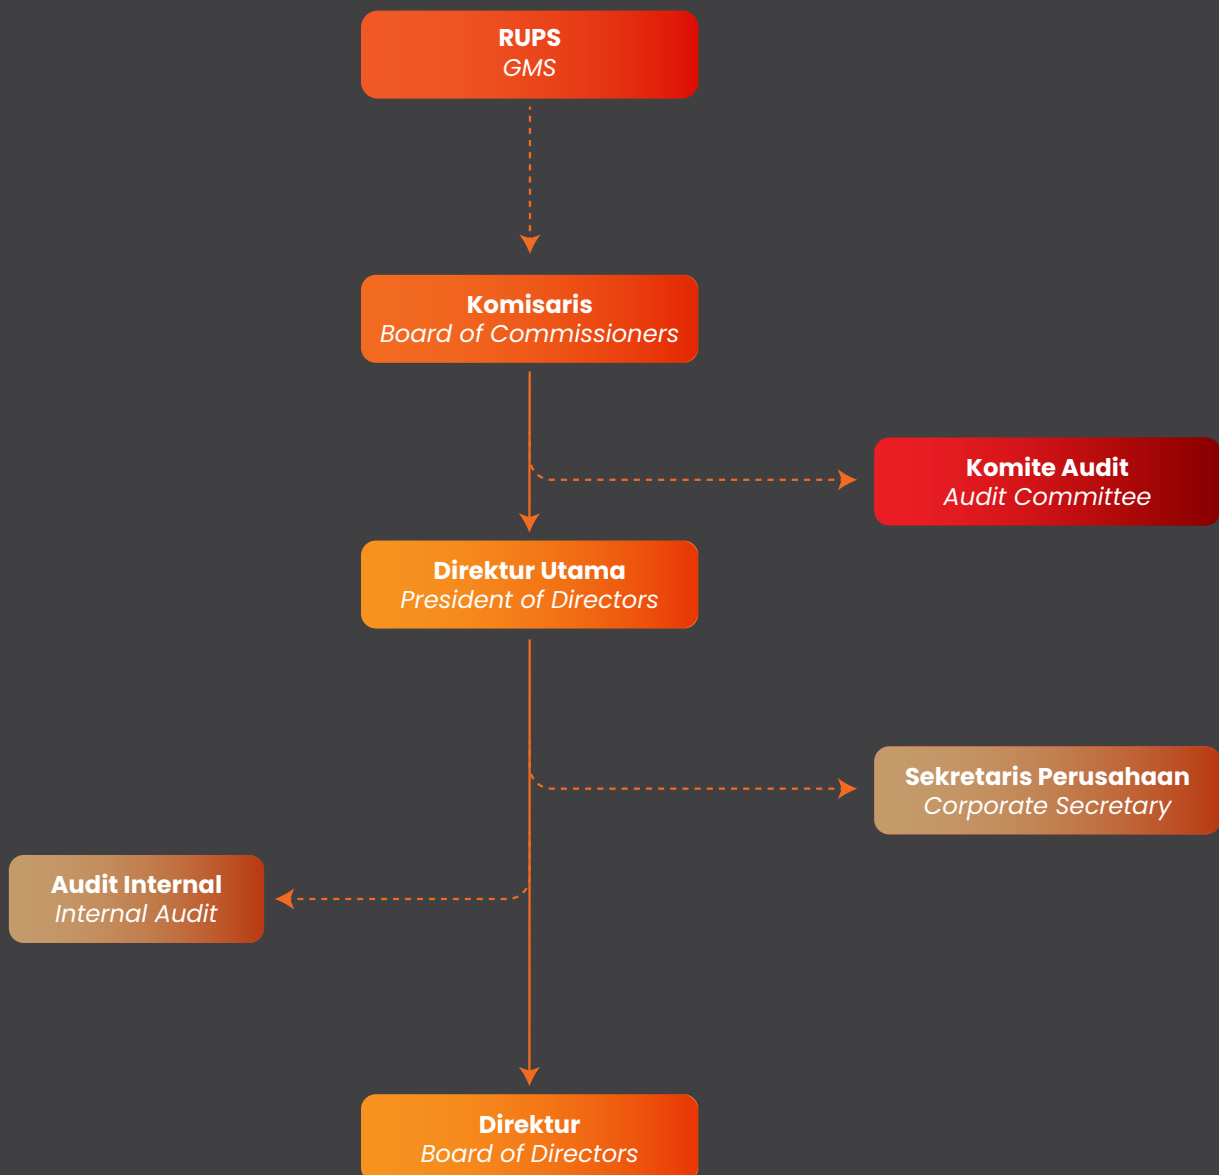 RUPS
GMS
Komisaris
Board of Commissioners
Komite Audit
Audit Committee
Direktur Utama
President of Directors
Sekretaris Perusahaan
Corporate Secretary
Audit Internal
Internal Audit
Direktur
Board of Directors